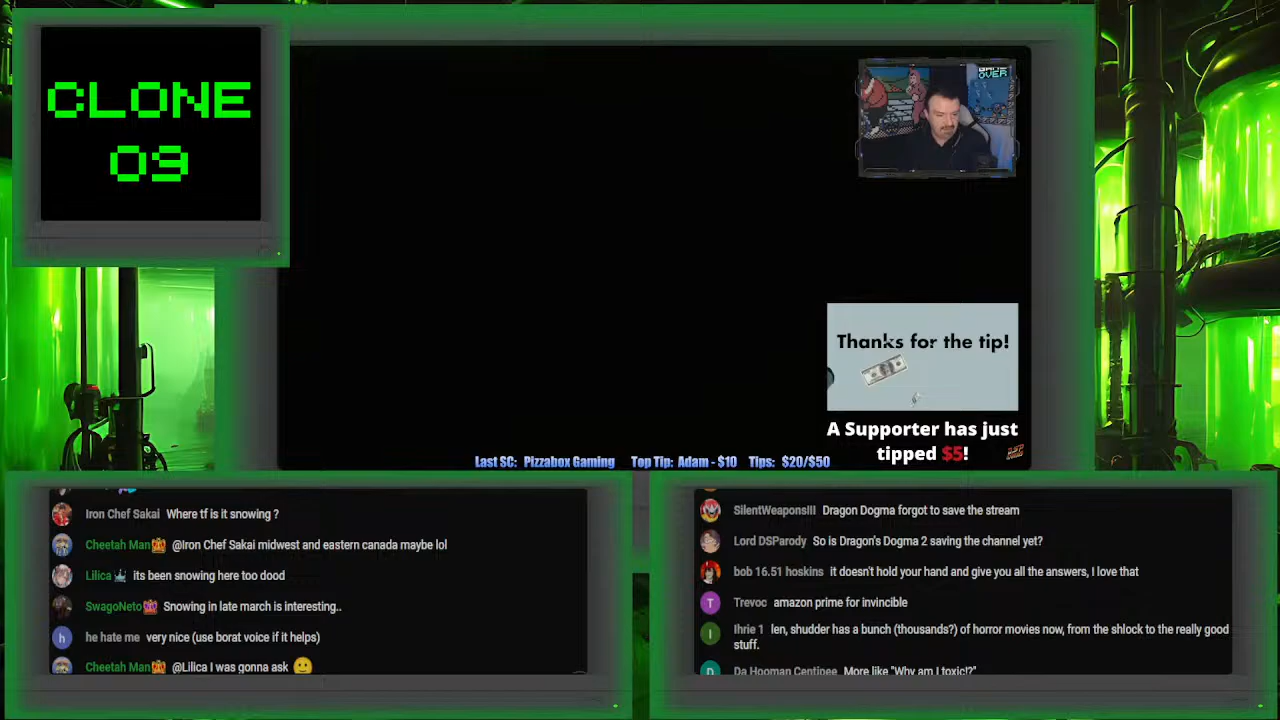 CLONE
09
GAME
OVER
Thanks for the tip!
A Supporter has just
tipped $5!
Last SC: Pizzabox Gaming Top Tip: Adam - $10 Tips: $20/$50
Iron Chef Sakai Where tf is it snowing ?
Cheetah Man @Iron Chef Sakai midwest and eastern canada maybe lol
Lilica its been snowing here too dood
SwagoNeto Snowing in late march is interesting..
he hate me very nice (use borat voice if it helps)
Cheetah Man @Lilca I was gonna ask
SilentWeaponsIII Dragon Dogma forgot to save the stream
Lord DSParody So is Dragon's Dogma 2 saving the channel yet?
bob 16.51 hoskins it doesn't hold your hand and give you all the answers, I love that
T
Trevoc amazon prime for invincible
Ihrie 1 len, shudder has a bunch (thousands?) of horror movies now, from the shlock to the really good
stuff.
Da Hooman Centipee More like "Why am I toxic!?"